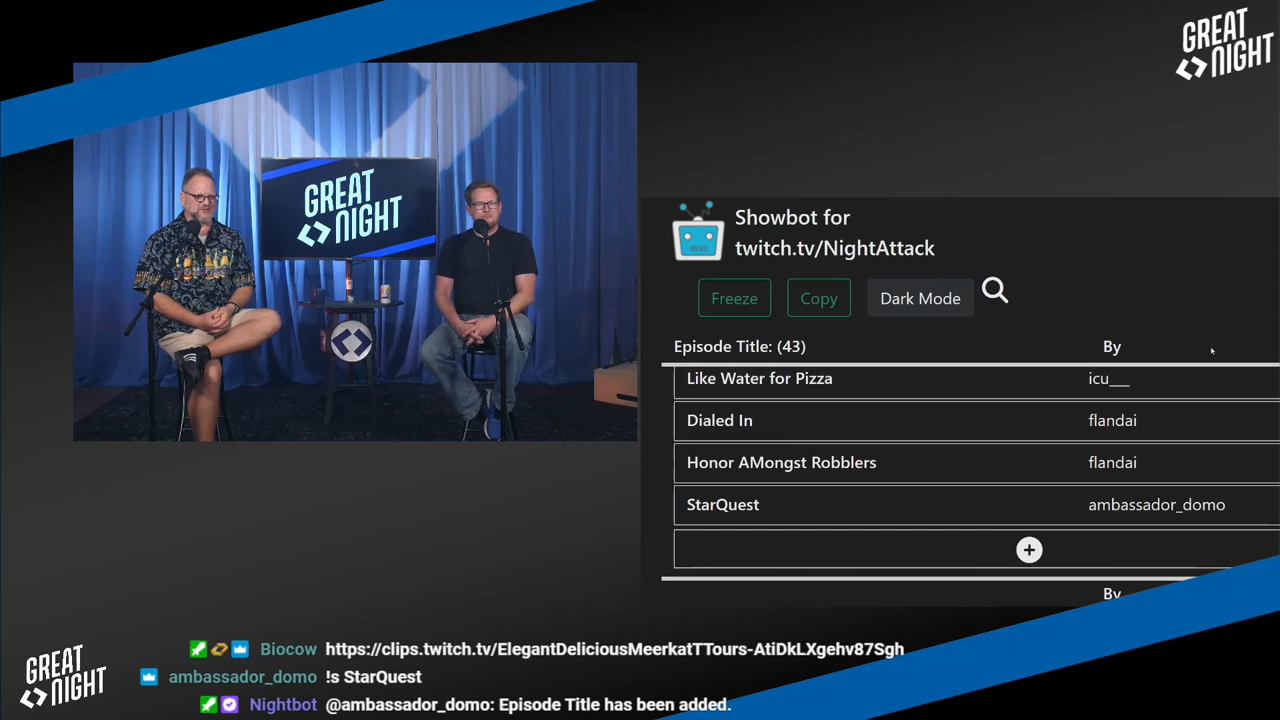 GREAT
NIGHT
GREAT
NIGHT
Showbot for
twitch.tv/NightAttack
Freeze
Copy
Dark Mode
Episode Title: (43)
By
Like Water for Pizza
icu___
Dialed In
flandai
Honor AMongst Robblers
flandai
StarQuest
ambassador_domo
By
Biocow https://clips.twitch.tv/ElegantDeliciousMeerkatTTours-AtiDkLXgehv87Sgh
ambassador_domo !s StarQuest
Nightbot @ambassador_domo: Episode Title has been added.
GREAT
NIGHT